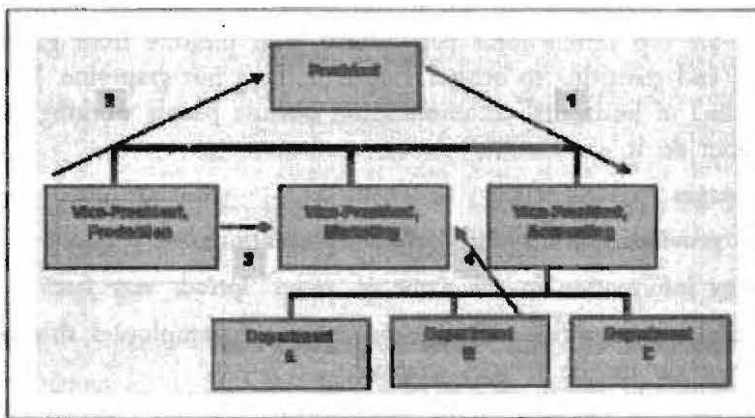 President
2
1
Vice-President,
Production
Vice-President,
Marketing
Vice-President,
Accounting
3
4
Department
A
Department
B
Department
C